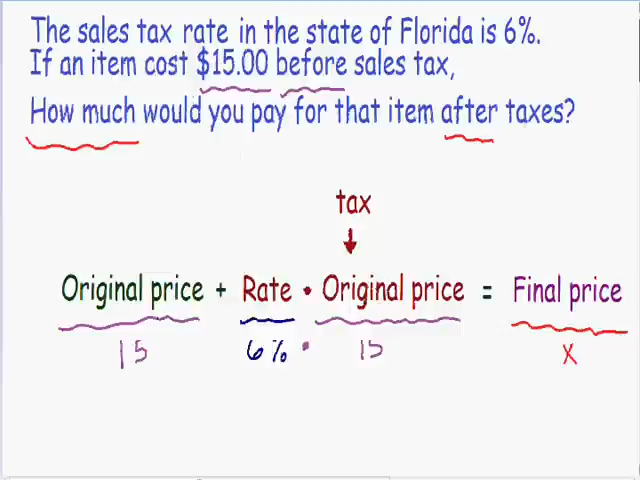 The sales tax rate in the state of Florida is 6%.
If an item cost $15.00 before sales tax,
How much would you pay for that item after taxes?
tax
Original price + Rate • Original price = Final price
15 6% • 15 x